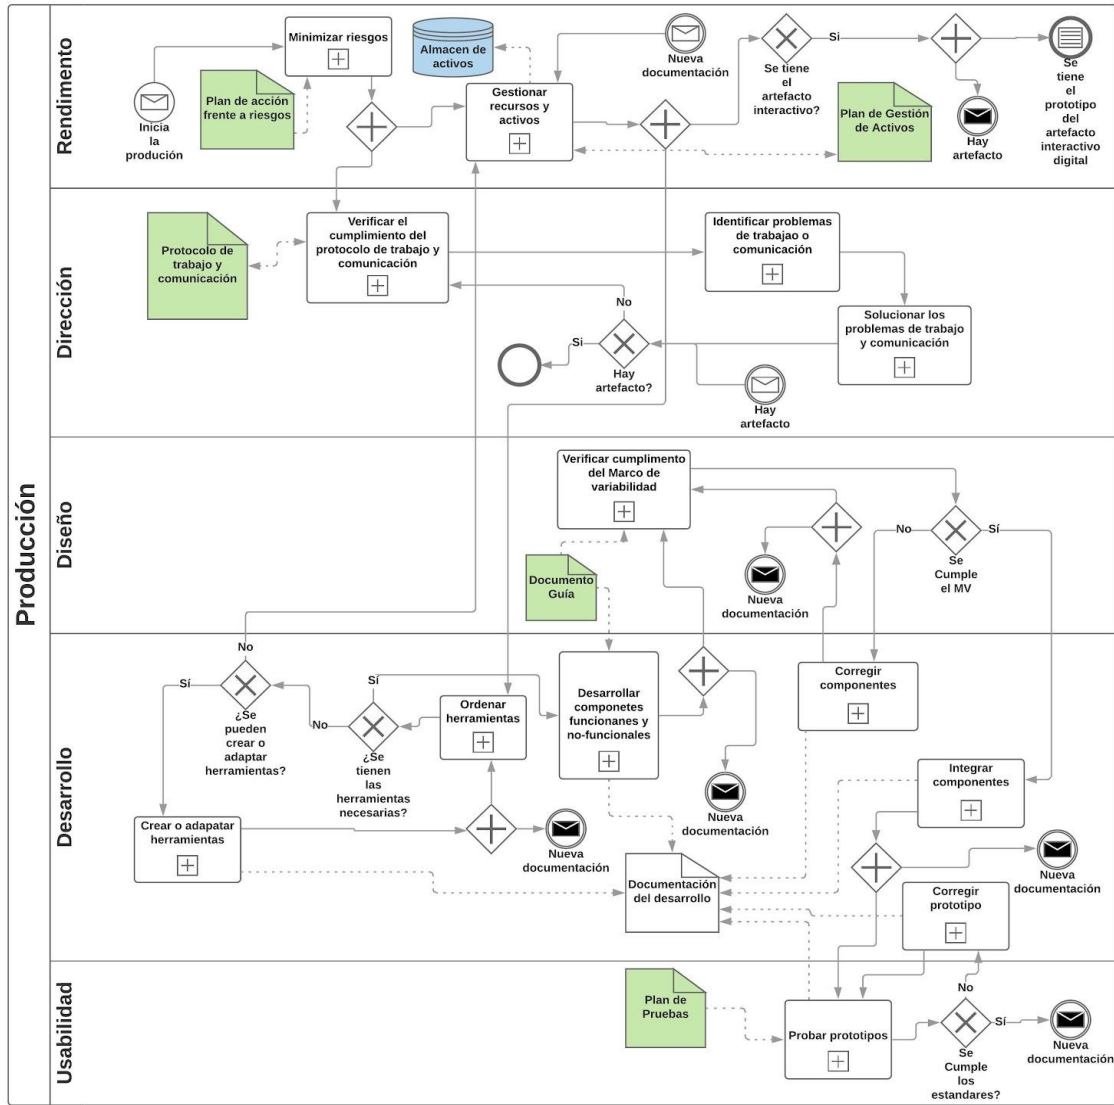 Producción
Rendimento
Minimizar riesgos
Almacen de
activos
Nueva
documentación
Si
Se tiene
el
artefacto
interactivo?
Se
tiene
el
prototipo
del
artefacto
interactivo
digital
Inicia
la
produción
Plan de acción
frente a riesgos
Gestionar
recursos y
activos
Plan de Gestión
de Activos
Hay
artefacto
Dirección
Protocolo de
trabajo y
comunicación
Verificar el
cumplimiento del
protocolo de trabajo y
comunicación
Identificar problemas
de trabajao o
comunicación
Solucionar los
problemas de trabajo
y comunicación
No
Si
Hay
artefacto?
Hay
artefacto
Diseño
Verificar cumplimento
del Marco de
variabilidad
Documento
Guía
Nueva
documentación
No
Sí
Se
Cumple
el MV
Desarrollo
No
Sí
¿Se
pueden
crear o
adaptar
herramientas?
No
Sí
¿Se
tienen
las
herramientas
necesarias?
Ordenar
herramientas
Desarrollar
componetes
funcionanes y
no-funcionales
Corregir
componentes
Integrar
componentes
Nueva
documentación
Crear o adapatar
herramientas
Nueva
documentación
Documentación
del desarrollo
Nueva
documentación
Corregir
prototipo
Usabilidad
Plan de
Pruebas
Probar prototipos
No
Sí
Se
Cumple
los
estandares?
Nueva
documentación